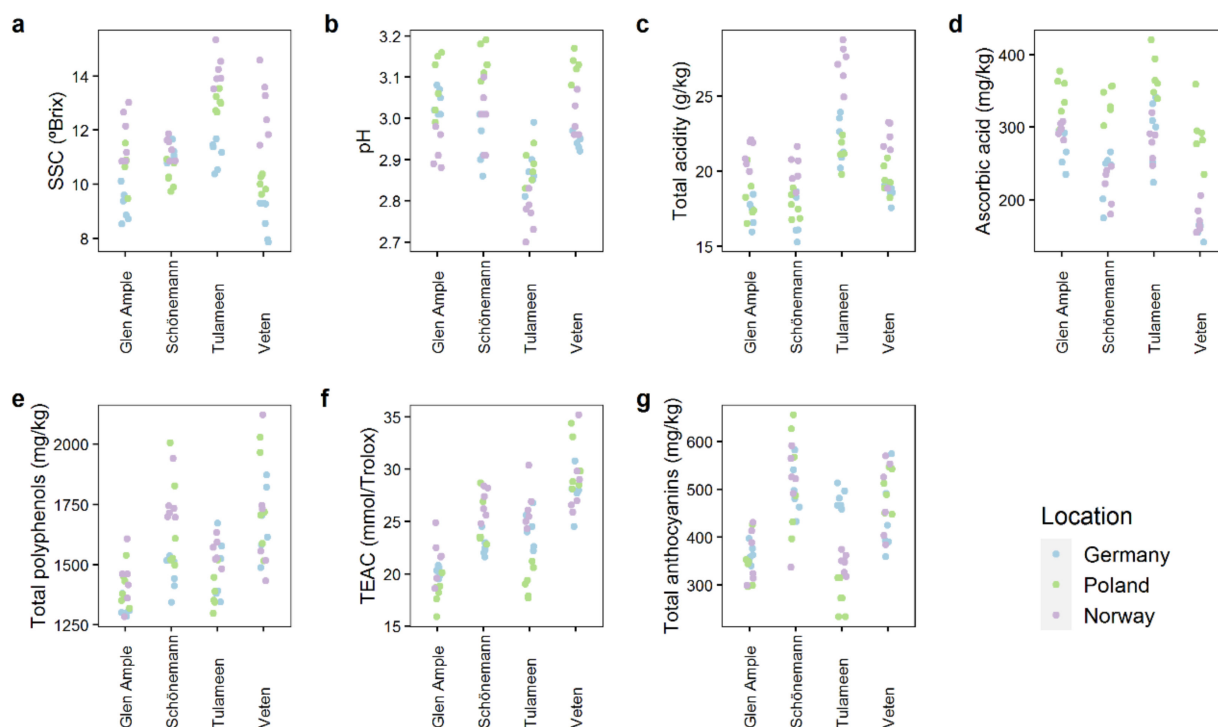 a
SSC (ºBrix)
14
12
10
8
Glen Ample
Schönemann
Tulameen
Veten
b
pH
3.2
3.1
3.0
2.9
2.8
2.7
Glen Ample
Schönemann
Tulameen
Veten
c
Total acidity (g/kg)
25
20
15
Glen Ample
Schönemann
Tulameen
Veten
d
Ascorbic acid (mg/kg)
400
300
200
Glen Ample
Schönemann
Tulameen
Veten
e
Total polyphenols (mg/kg)
2000
1750
1500
1250
Glen Ample
Schönemann
Tulameen
Veten
f
TEAC (mmol/Trolox)
35
30
25
20
15
Glen Ample
Schönemann
Tulameen
Veten
g
Total anthocyanins (mg/kg)
600
500
400
300
Glen Ample
Schönemann
Tulameen
Veten
Location
Germany
Poland
Norway